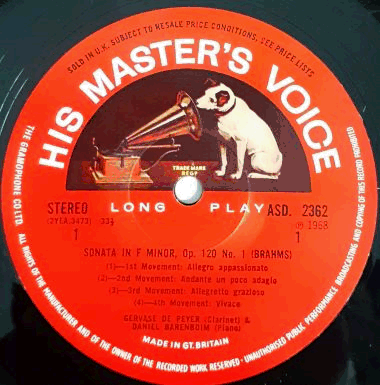 SOLD IN U.K. SUBJECT TO RESALE PRICE CONDITIONS, SEE PRICE LISTS
HIS MASTER'S VOICE
TRADE MARK
REGD
LONG PLAY
STEREO
(2YEA.3473) 33⅓
1
ASD. 2362
℗ 1968
1
SONATA IN F MINOR, Op. 120 No. 1 (BRAHMS)
(1)—1st Movement: Allegro appassionato
(2)—2nd Movement: Andante un poco adagio
(3)—3rd Movement: Allegretto grazioso
(4)—4th Movement: Vivace
GERVASE DE PEYER (Clarinet) &
DANIEL BARENBOIM (Piano)
MADE IN GT. BRITAIN
THE GRAMOPHONE CO LTD. ALL RIGHTS OF THE MANUFACTURER AND OF THE OWNER OF THE RECORDED WORK RESERVED · UNAUTHORISED PUBLIC PERFORMANCE BROADCASTING AND COPYING OF THIS RECORD PROHIBITED